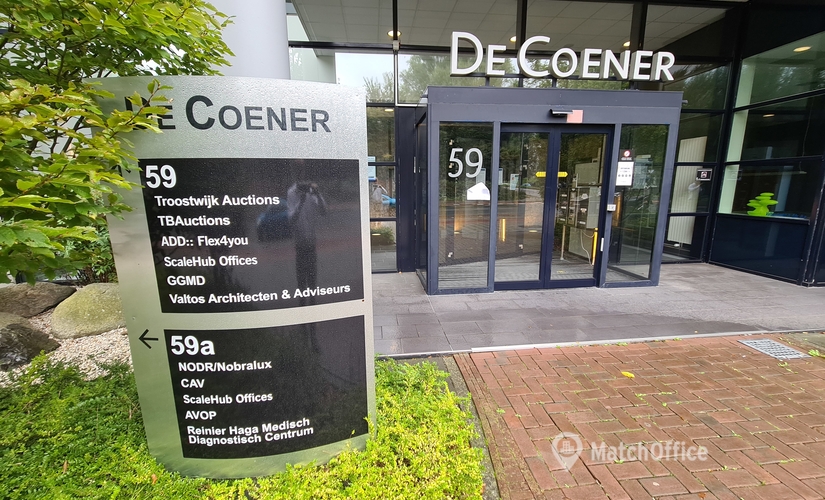 DE COENER
DE COENER
59
Troostwijk Auctions
TBAuctions
ADD:: Flex4you
ScaleHub Offices
GGMD
Valtos Architecten & Adviseurs
59a
NODR/Nobralux
CAV
ScaleHub Offices
AVOP
Reinier Haga Medisch
Diagnostisch Centrum
59
MatchOffice